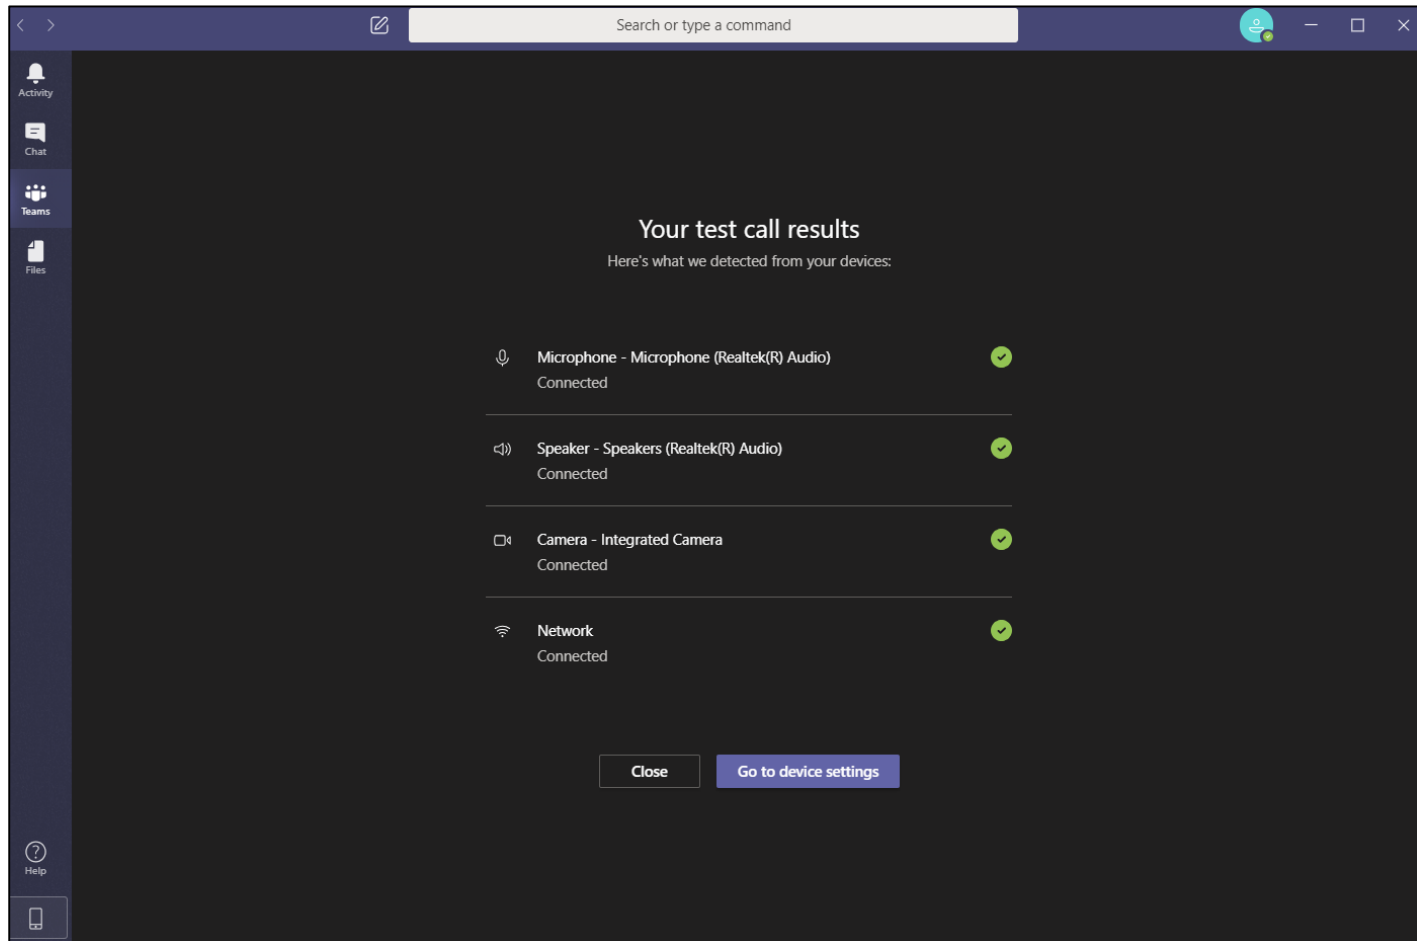 Search or type a command
Activity
Chat
Teams
Files
Your test call results
Here's what we detected from your devices:
Microphone - Microphone (Realtek(R) Audio)
Connected
Speaker - Speakers (Realtek(R) Audio)
Connected
Camera - Integrated Camera
Connected
Network
Connected
Close
Go to device settings
Help